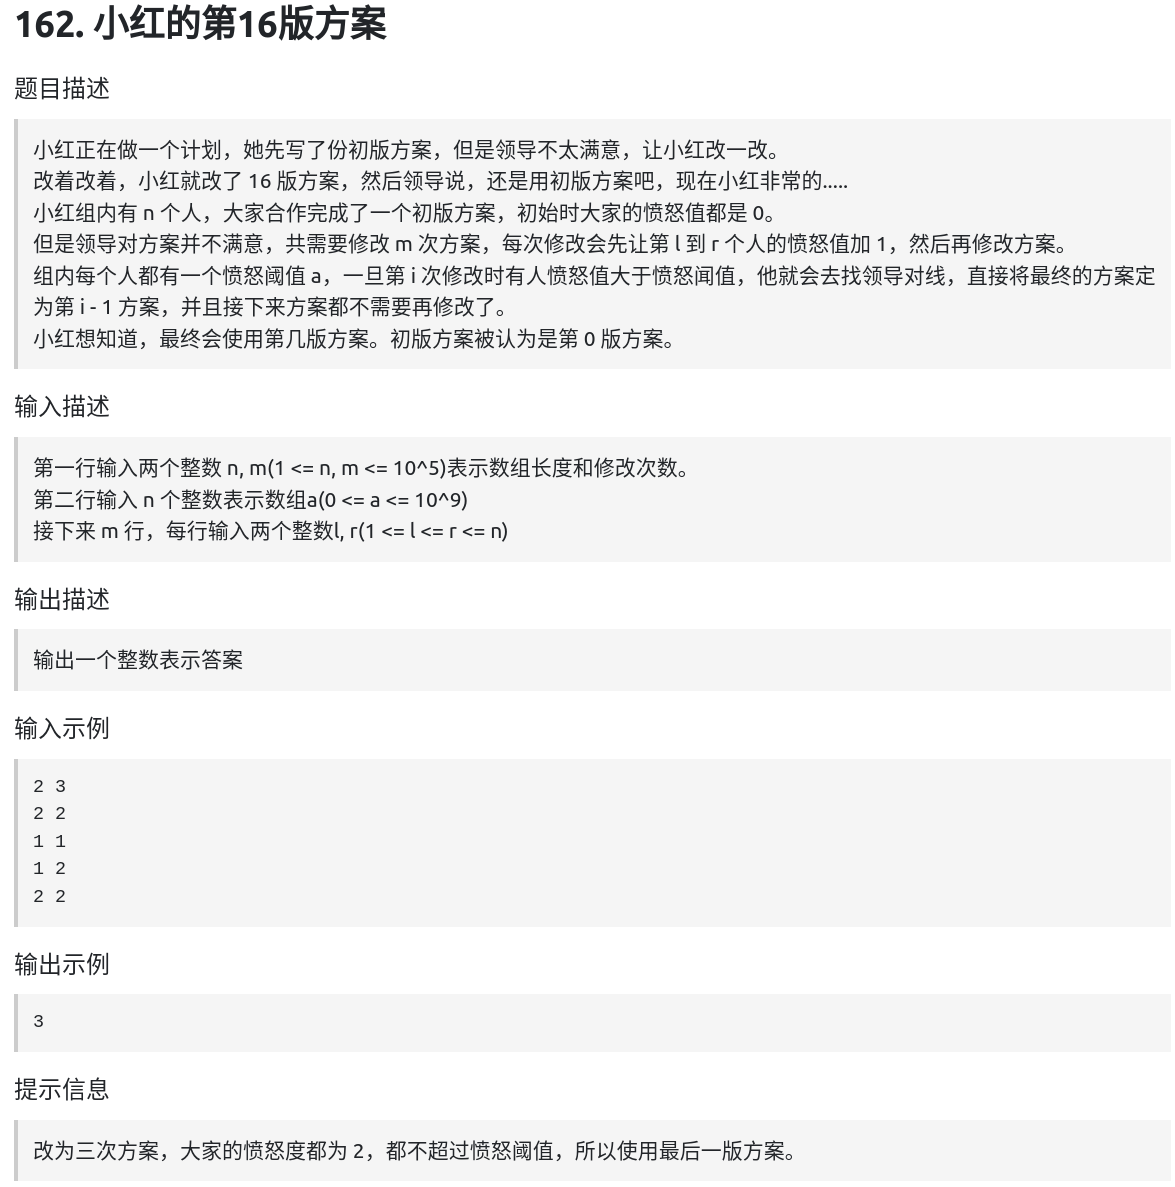 162. 小红的第16版方案
题目描述
小红正在做一个计划，她先写了份初版方案，但是领导不太满意，让小红改一改。
改着改着，小红就改了 16 版方案，然后领导说，还是用初版方案吧，现在小红非常的.....
小红组内有 n 个人，大家合作完成了一个初版方案，初始时大家的愤怒值都是 0。
但是领导对方案并不满意，共需要修改 m 次方案，每次修改会先让第 l 到 r 个人的愤怒值加 1，然后再修改方案。
组内每个人都有一个愤怒阈值 a，一旦第 i 次修改时有人愤怒值大于愤怒闻值，他就会去找领导对线，直接将最终的方案定
为第 i - 1 方案，并且接下来方案都不需要再修改了。
小红想知道，最终会使用第几版方案。初版方案被认为是第 0 版方案。
输入描述
第一行输入两个整数 n, m(1 <= n, m <= 10^5)表示数组长度和修改次数。
第二行输入 n 个整数表示数组a(0 <= a <= 10^9)
接下来 m 行，每行输入两个整数l, r(1 <= l <= r <= n)
输出描述
输出一个整数表示答案
输入示例
2 3
2 2
1 1
1 2
2 2
输出示例
3
提示信息
改为三次方案，大家的愤怒度都为 2，都不超过愤怒阈值，所以使用最后一版方案。